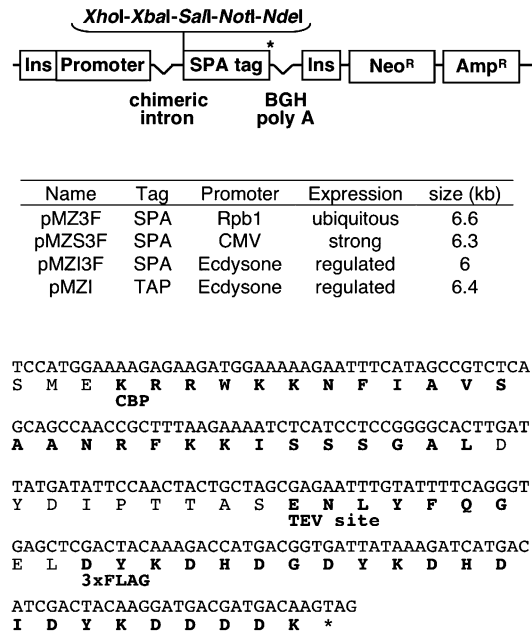 XhoI-XbaI-SalI-NotI-NdeI
*
Ins Promoter SPA tag Ins Neoᴿ Ampᴿ
chimeric intron BGH poly A
Name Tag Promoter Expression size (kb)
pMZ3F SPA Rpb1 ubiquitous 6.6
pMZS3F SPA CMV strong 6.3
pMZI3F SPA Ecdysone regulated 6
pMZI TAP Ecdysone regulated 6.4
TCCATGGAAAAGAGAAGATGGAAAAAGAATTTCATAGCCGTCTCA
S M E K R R W K K N F I A V S
CBP
GCAGCCAACCGCTTTAAGAAAATCTCATCCTCCGGGGCACTTGAT
A A N R F K K I S S S G A L D
TATGATATTCCAACTACTGCTAGCGAGAATTTGTATTTTCAGGGT
Y D I P T T A S E N L Y F Q G
TEV site
GAGCTCGACTACAAAGACCATGACGGTGATTATAAAGATCATGAC
E L D Y K D H D G D Y K D H D
3xFLAG
ATCGACTACAAGGATGACGATGACAAGTAG
I D Y K D D D D K *